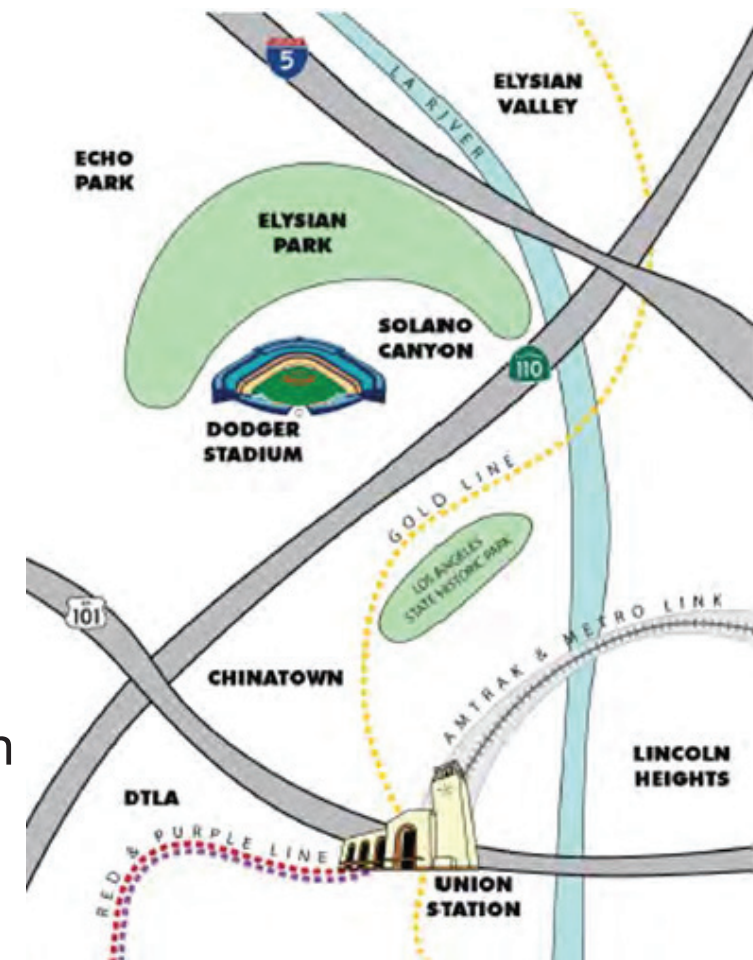 5
LA RIVER
ELYSIAN
VALLEY
ECHO
PARK
ELYSIAN
PARK
SOLANO
CANYON
110
DODGER
STADIUM
GOLD LINE
LOS ANGELES
STATE HISTORIC PARK
101
AMTRAK & METRO LINK
CHINATOWN
n
LINCOLN
HEIGHTS
DTLA
RED & PURPLE LINE
UNION
STATION